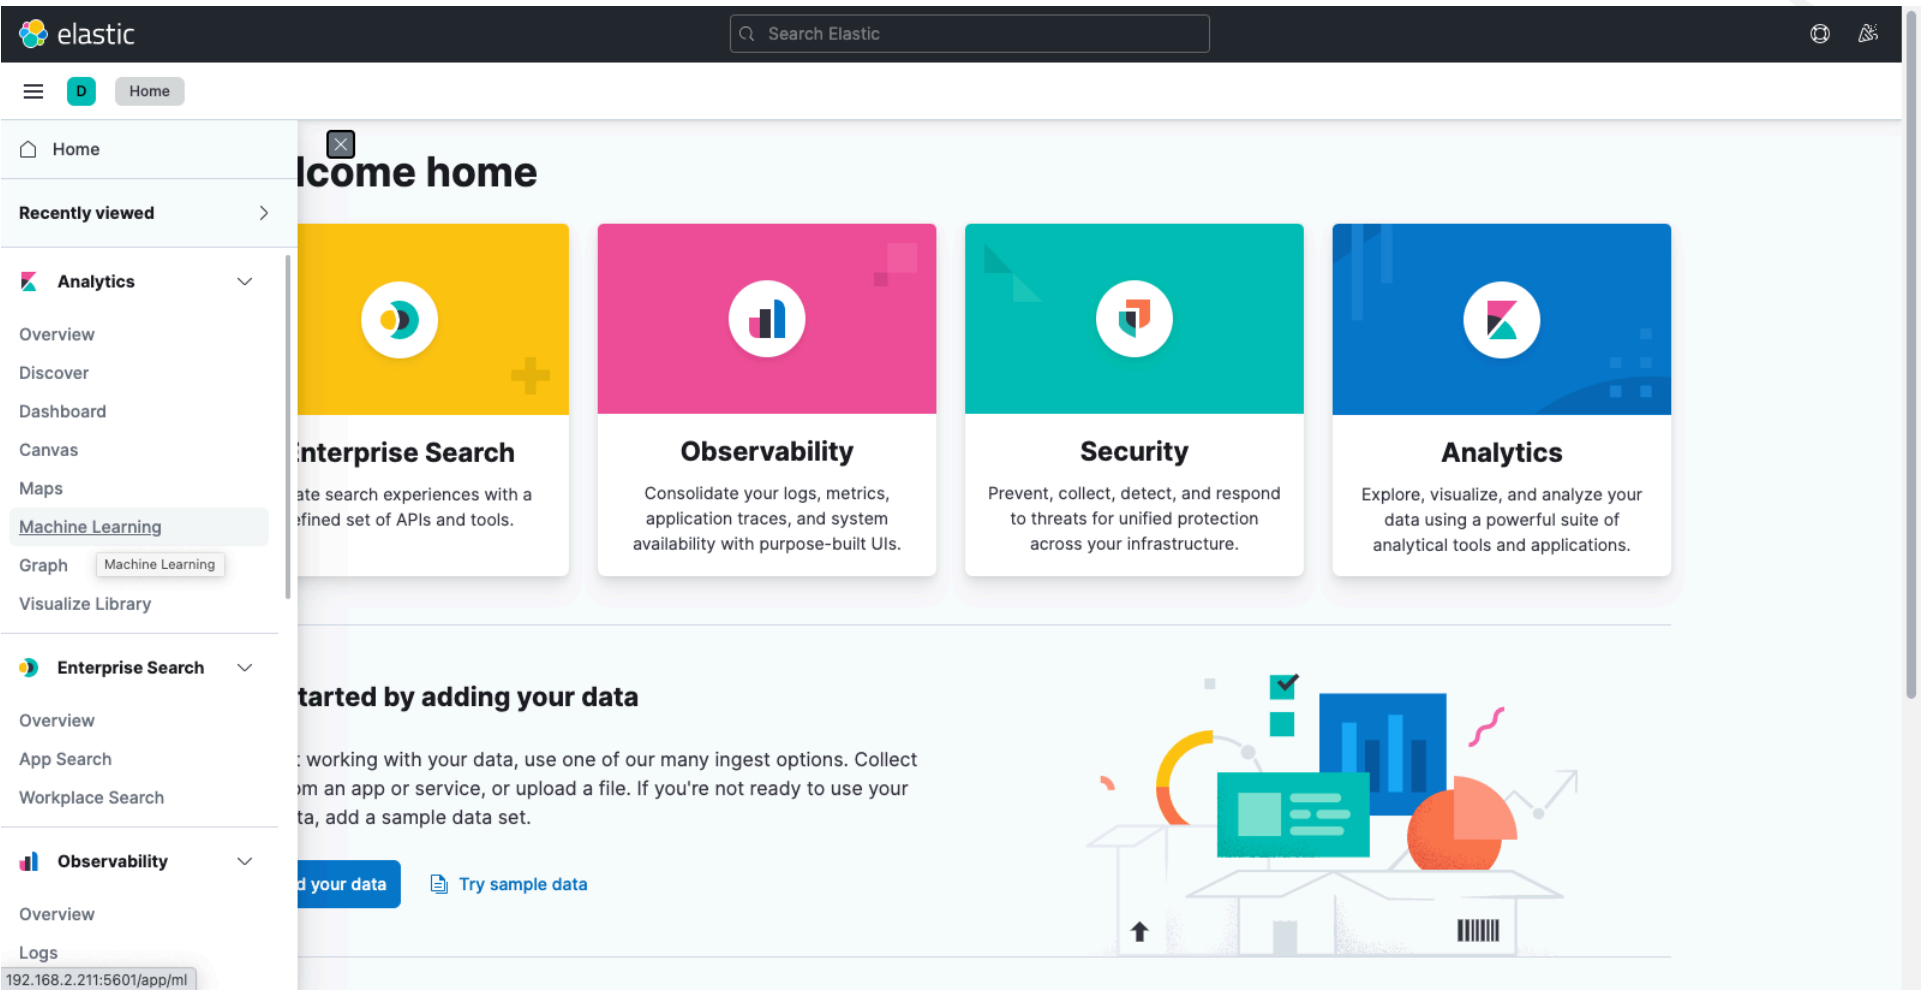 elastic
Search Elastic
D
Home
Home
Recently viewed
Analytics
Overview
Discover
Dashboard
Canvas
Maps
Machine Learning
Graph
Machine Learning
Visualize Library
Enterprise Search
Overview
App Search
Workplace Search
Observability
Overview
Logs
192.168.2.211:5601/app/ml
lcome home
nterprise Search
ate search experiences with a
efined set of APIs and tools.
Observability
Consolidate your logs, metrics,
application traces, and system
availability with purpose-built UIs.
Security
Prevent, collect, detect, and respond
to threats for unified protection
across your infrastructure.
Analytics
Explore, visualize, and analyze your
data using a powerful suite of
analytical tools and applications.
tarted by adding your data
t working with your data, use one of our many ingest options. Collect
om an app or service, or upload a file. If you're not ready to use your
ta, add a sample data set.
d your data
Try sample data